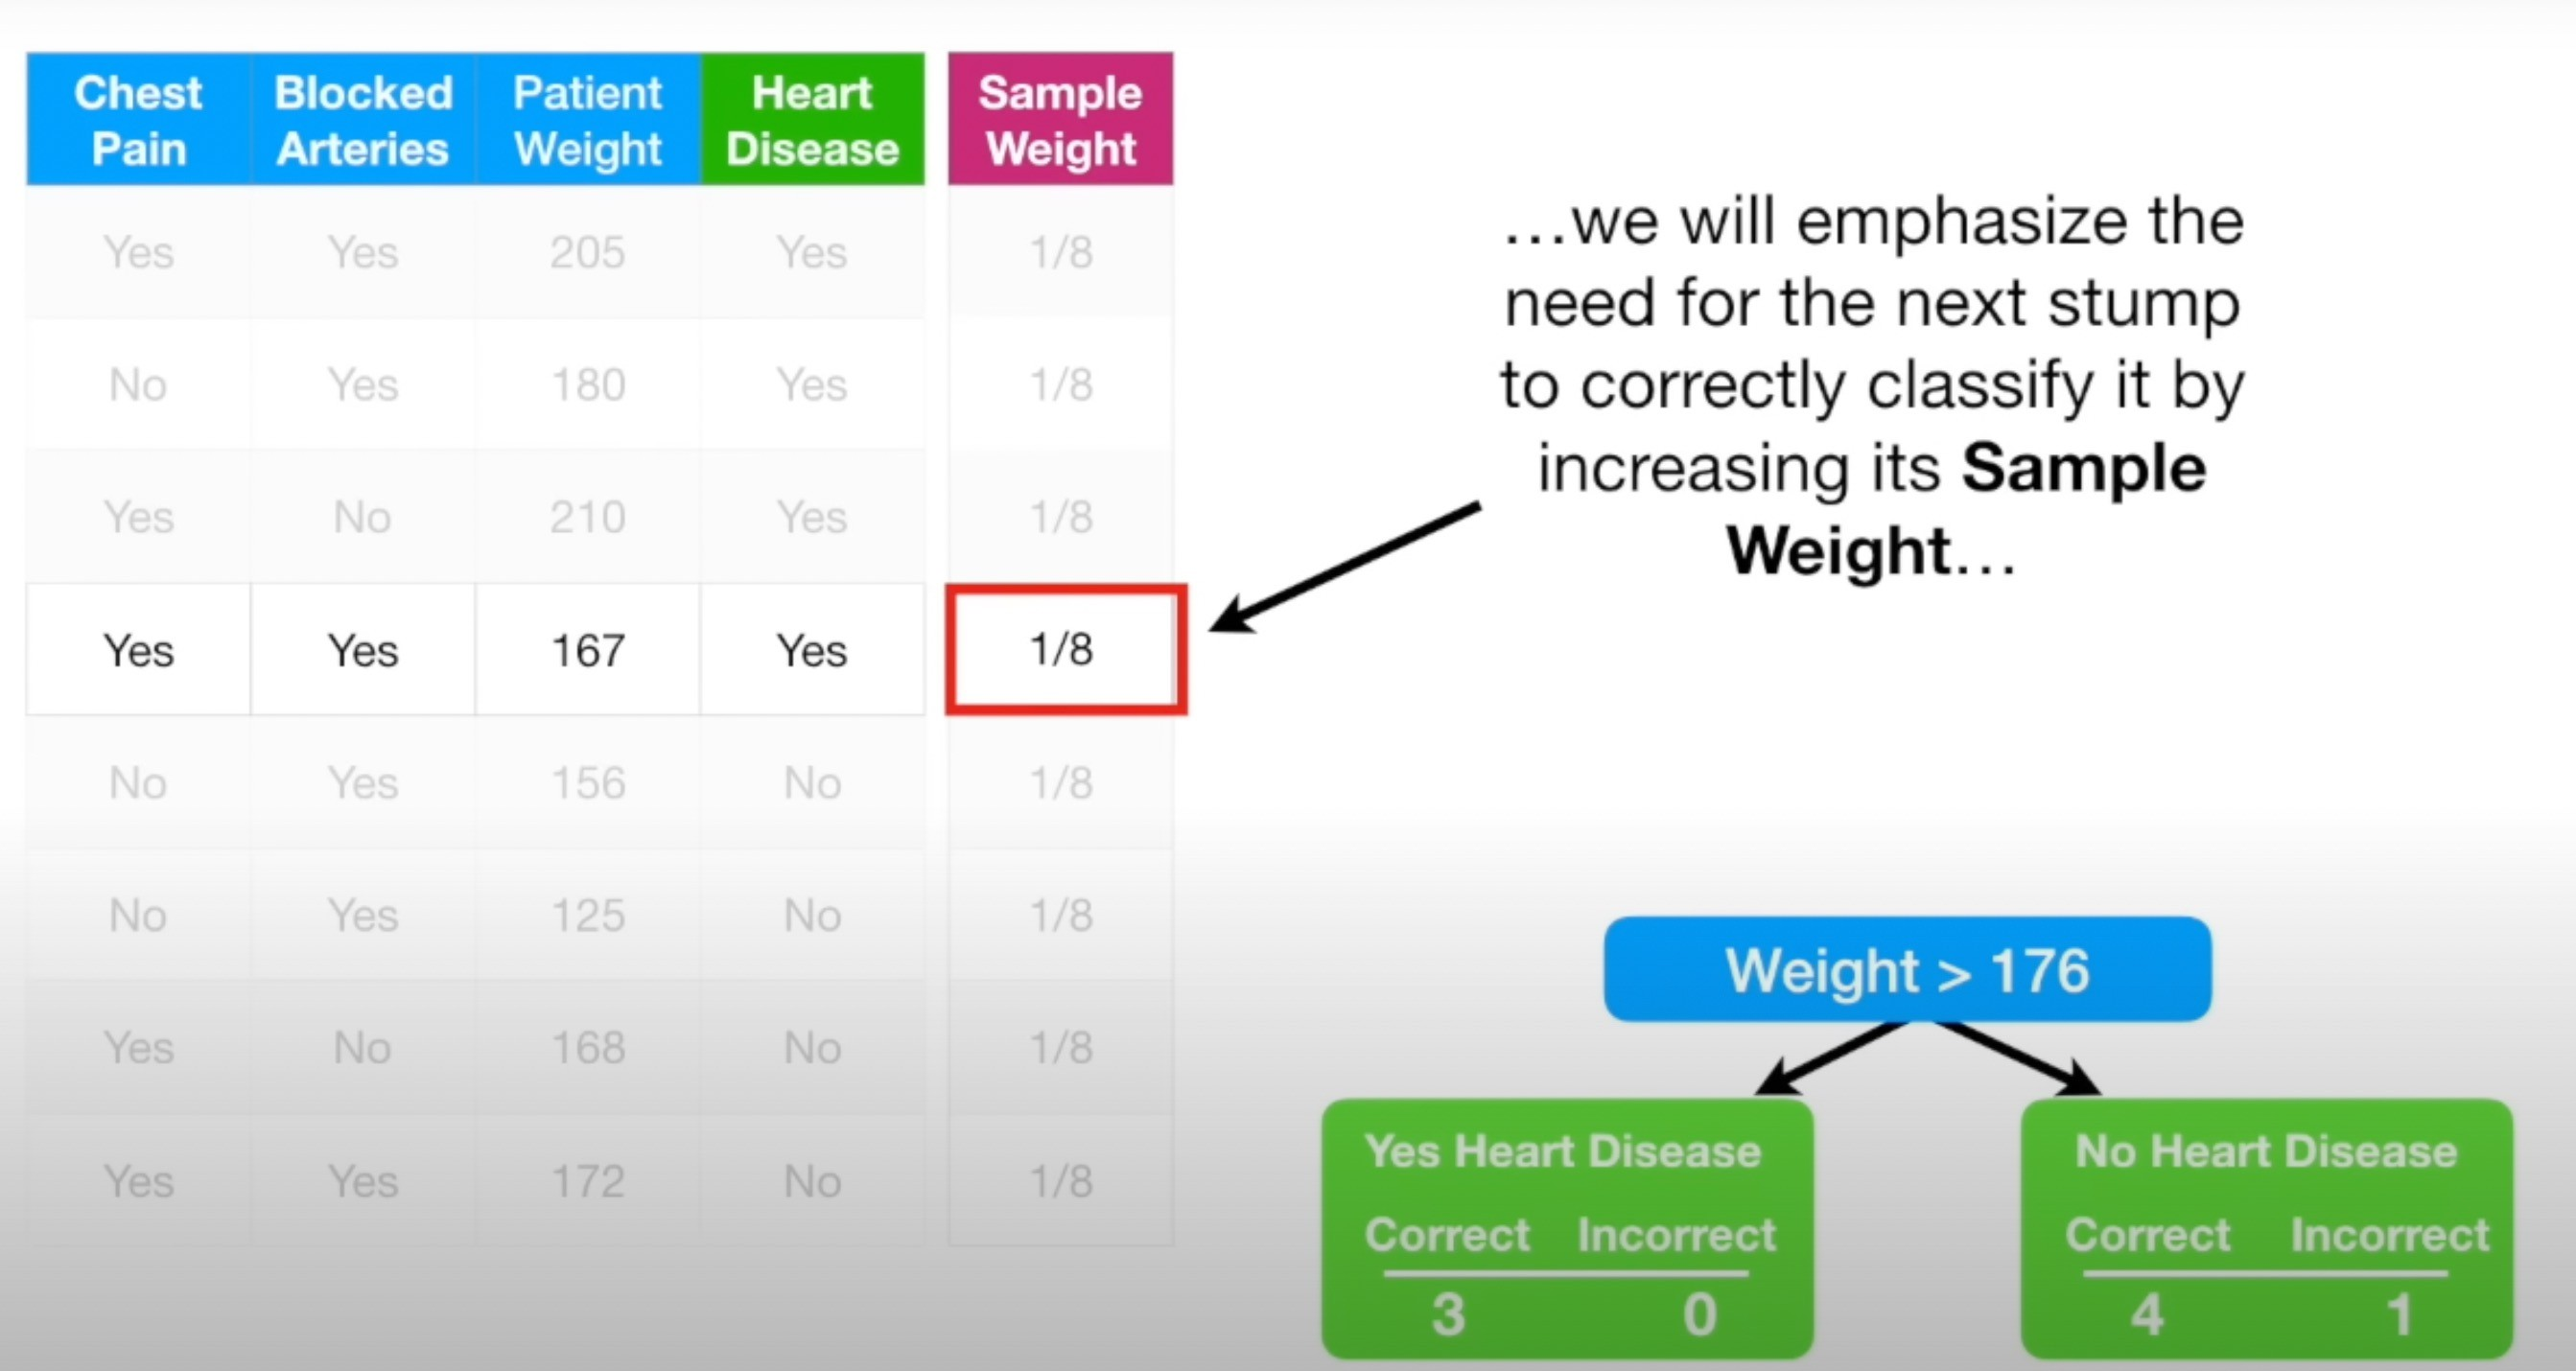 Chest Pain Blocked Arteries Patient Weight Heart Disease Sample Weight
Yes Yes 205 Yes 1/8
No Yes 180 Yes 1/8
Yes No 210 Yes 1/8
Yes Yes 167 Yes 1/8
No Yes 156 No 1/8
No Yes 125 No 1/8
Yes No 168 No 1/8
Yes Yes 172 No 1/8
…we will emphasize the
need for the next stump
to correctly classify it by
increasing its Sample
Weight…
Weight > 176
Yes Heart Disease
Correct Incorrect
3 0
No Heart Disease
Correct Incorrect
4 1